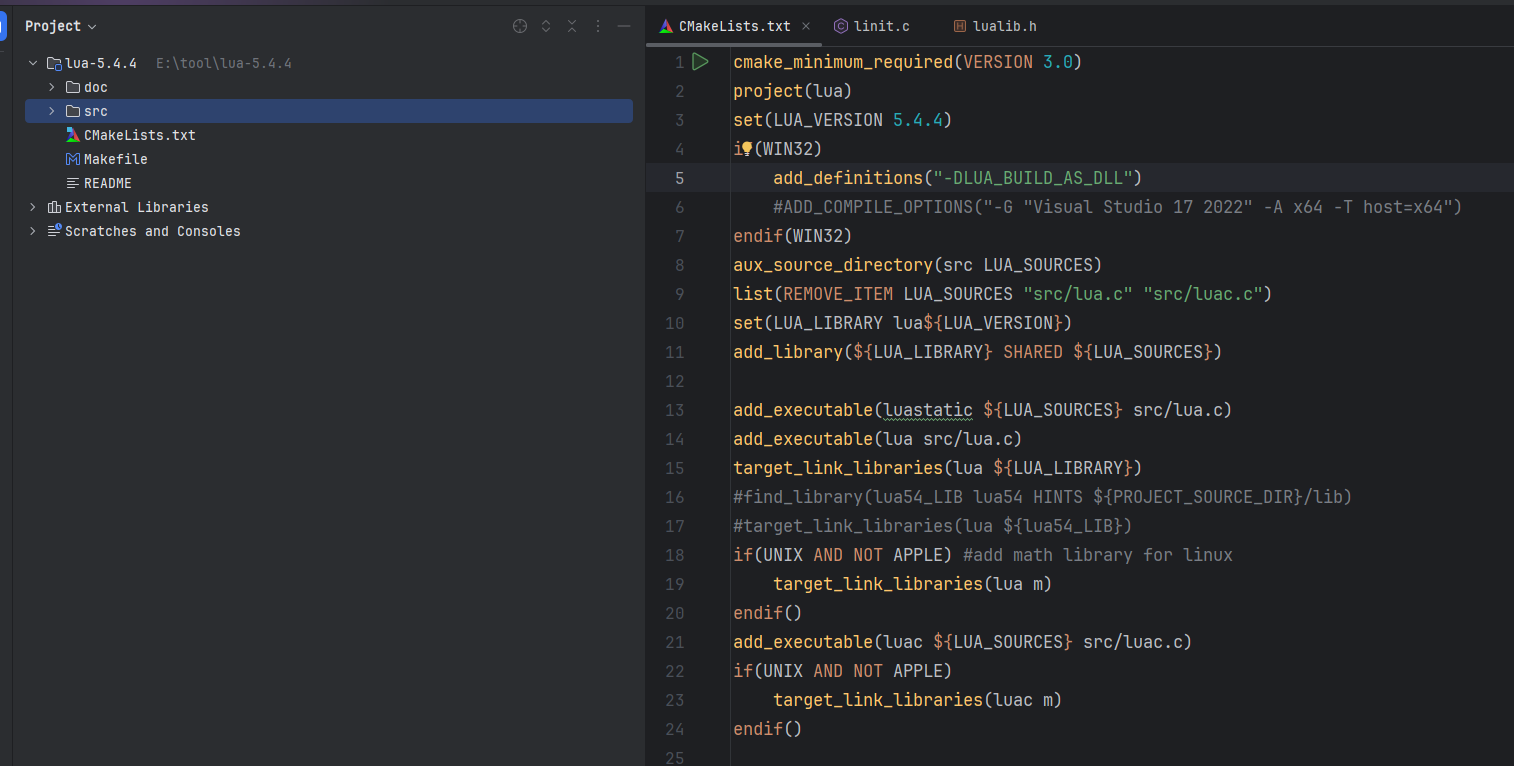 Project
lua-5.4.4 E:\tool\lua-5.4.4
doc
src
CMakeLists.txt
Makefile
README
External Libraries
Scratches and Consoles
CMakeLists.txt linit.c lualib.h
1 cmake_minimum_required(VERSION 3.0)
2 project(lua)
3 set(LUA_VERSION 5.4.4)
4 i (WIN32)
5 add_definitions("-DLUA_BUILD_AS_DLL")
6 #ADD_COMPILE_OPTIONS("-G "Visual Studio 17 2022" -A x64 -T host=x64")
7 endif(WIN32)
8 aux_source_directory(src LUA_SOURCES)
9 list(REMOVE_ITEM LUA_SOURCES "src/lua.c" "src/luac.c")
10 set(LUA_LIBRARY lua${LUA_VERSION})
11 add_library(${LUA_LIBRARY} SHARED ${LUA_SOURCES})
12
13 add_executable(luastatic ${LUA_SOURCES} src/lua.c)
14 add_executable(lua src/lua.c)
15 target_link_libraries(lua ${LUA_LIBRARY})
16 #find_library(lua54_LIB lua54 HINTS ${PROJECT_SOURCE_DIR}/lib)
17 #target_link_libraries(lua ${lua54_LIB})
18 if(UNIX AND NOT APPLE) #add math library for linux
19 target_link_libraries(lua m)
20 endif()
21 add_executable(luac ${LUA_SOURCES} src/luac.c)
22 if(UNIX AND NOT APPLE)
23 target_link_libraries(luac m)
24 endif()
25